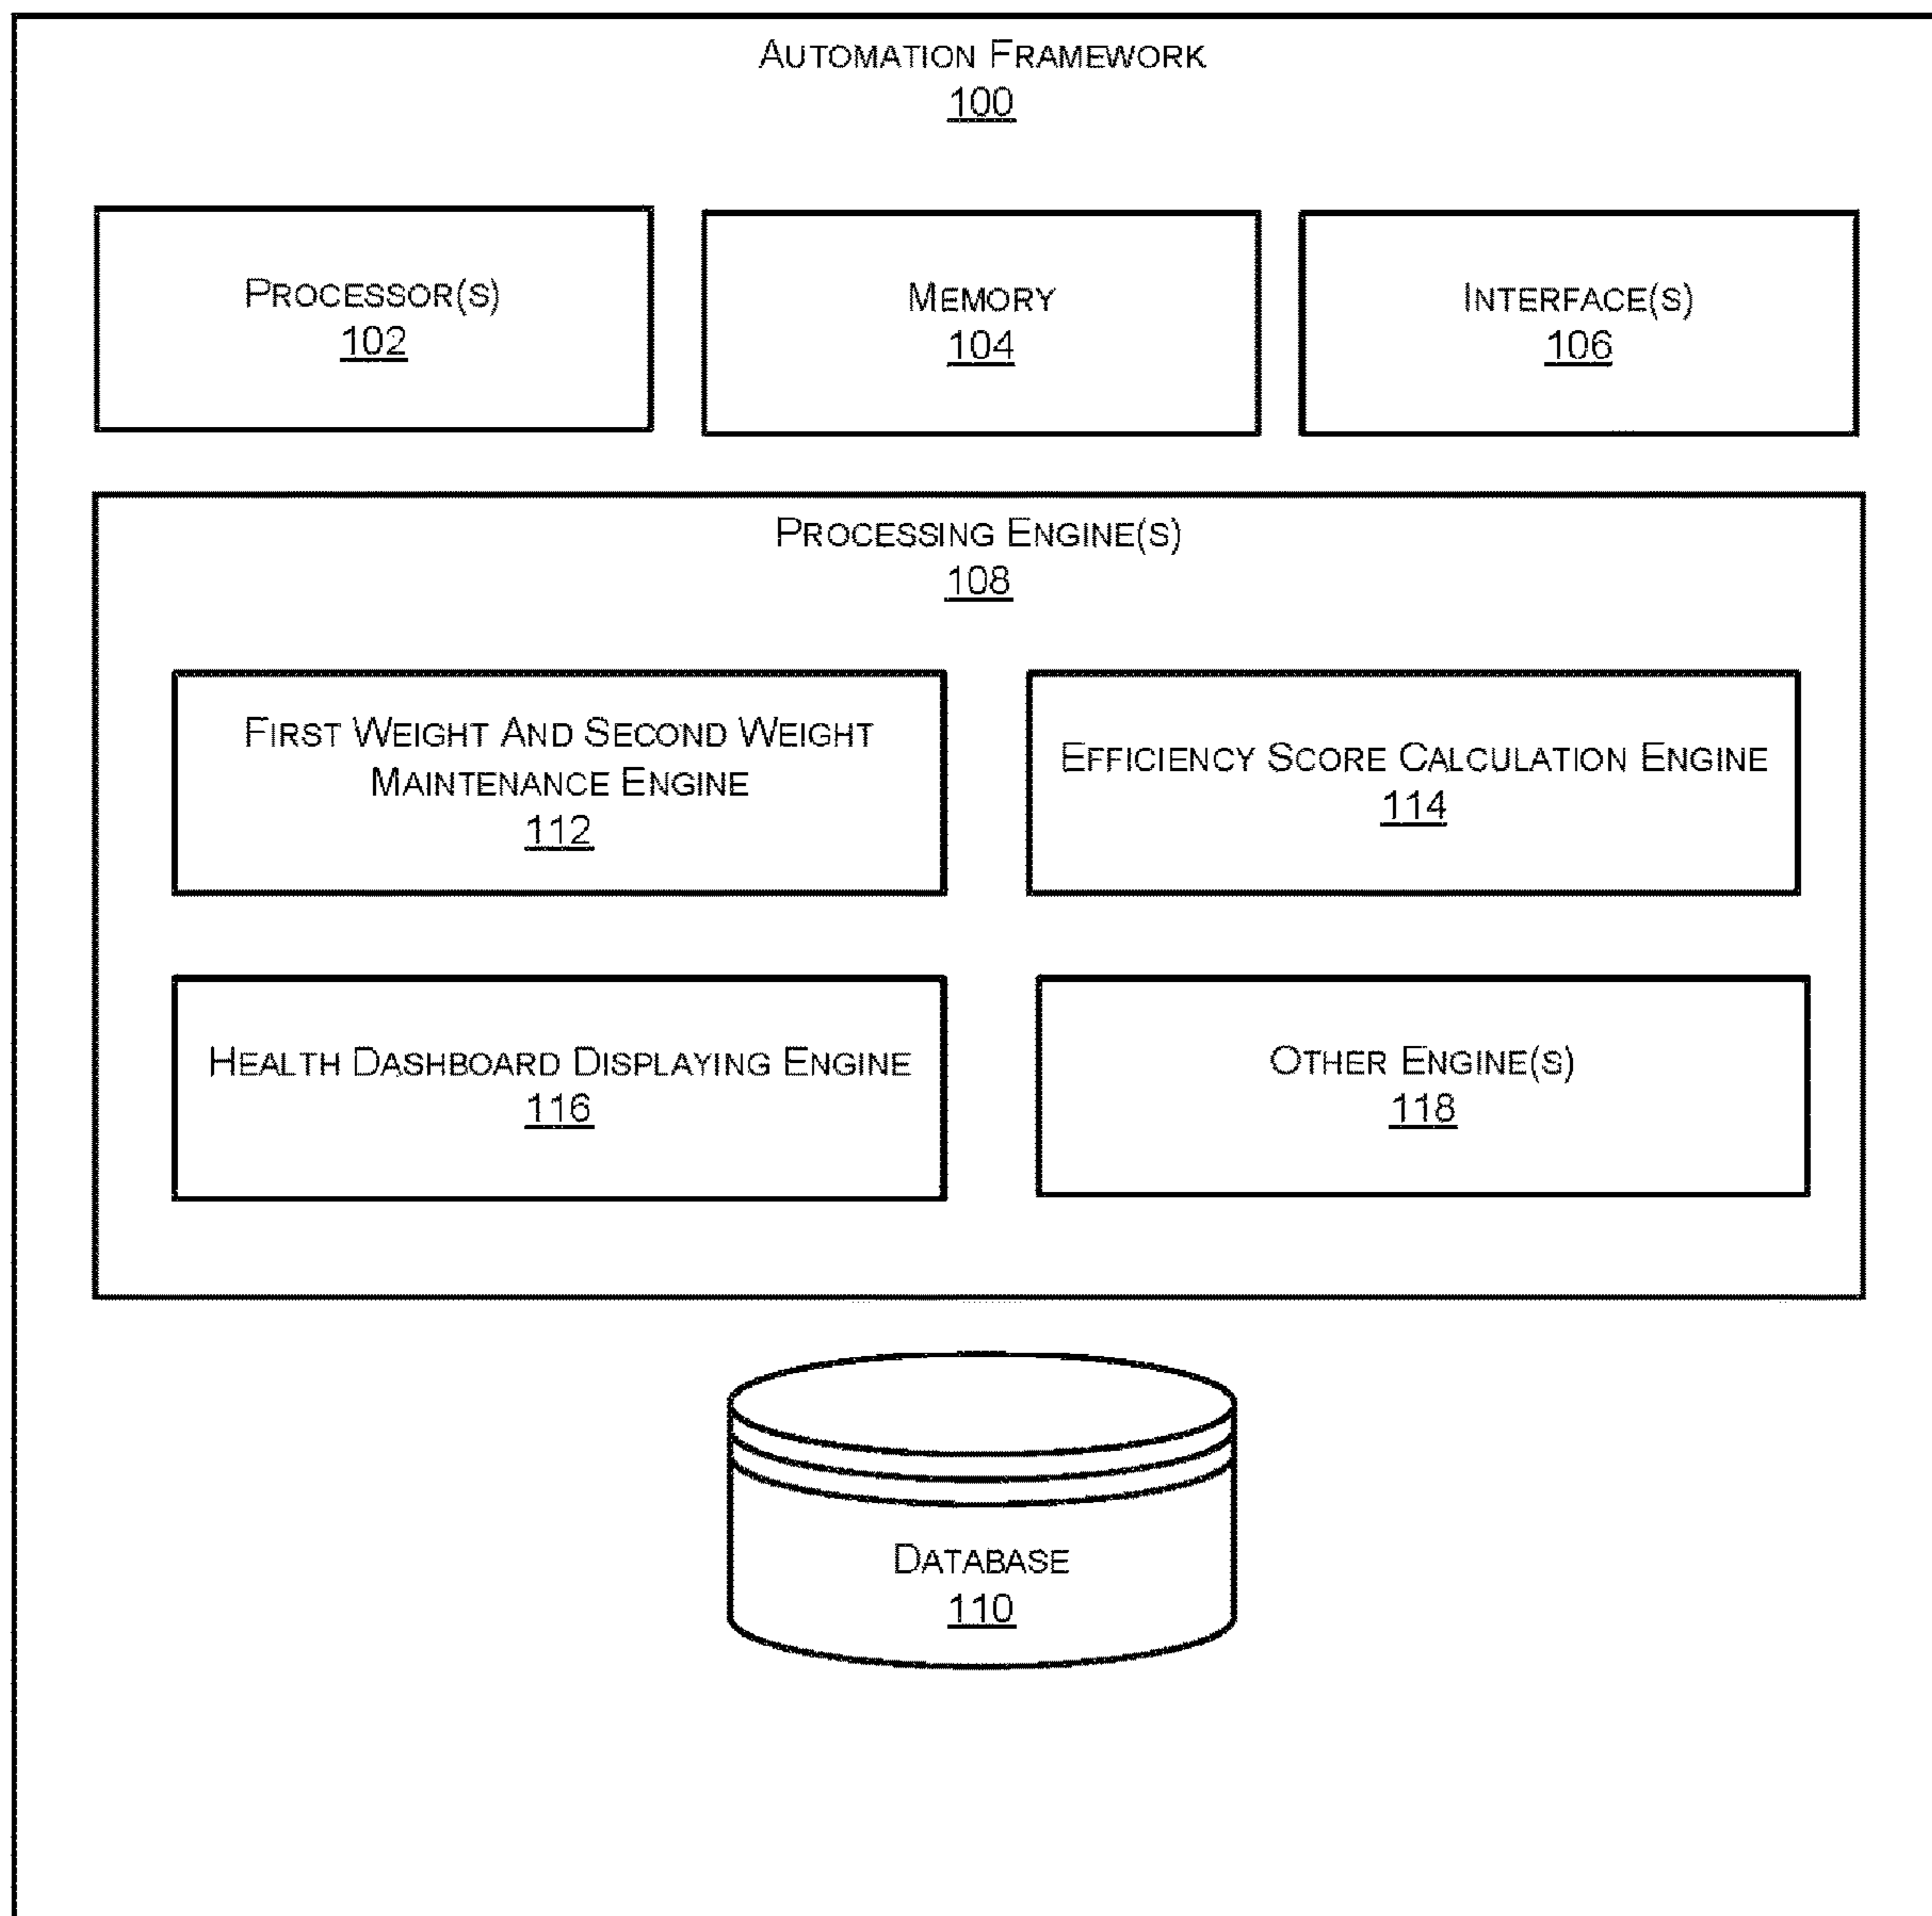 AUTOMATION FRAMEWORK
100
PROCESSOR(S)
102
MEMORY
104
INTERFACE(S)
106
PROCESSING ENGINE(S)
108
FIRST WEIGHT AND SECOND WEIGHT
MAINTENANCE ENGINE
112
EFFICIENCY SCORE CALCULATION ENGINE
114
HEALTH DASHBOARD DISPLAYING ENGINE
116
OTHER ENGINE(S)
118
DATABASE
110